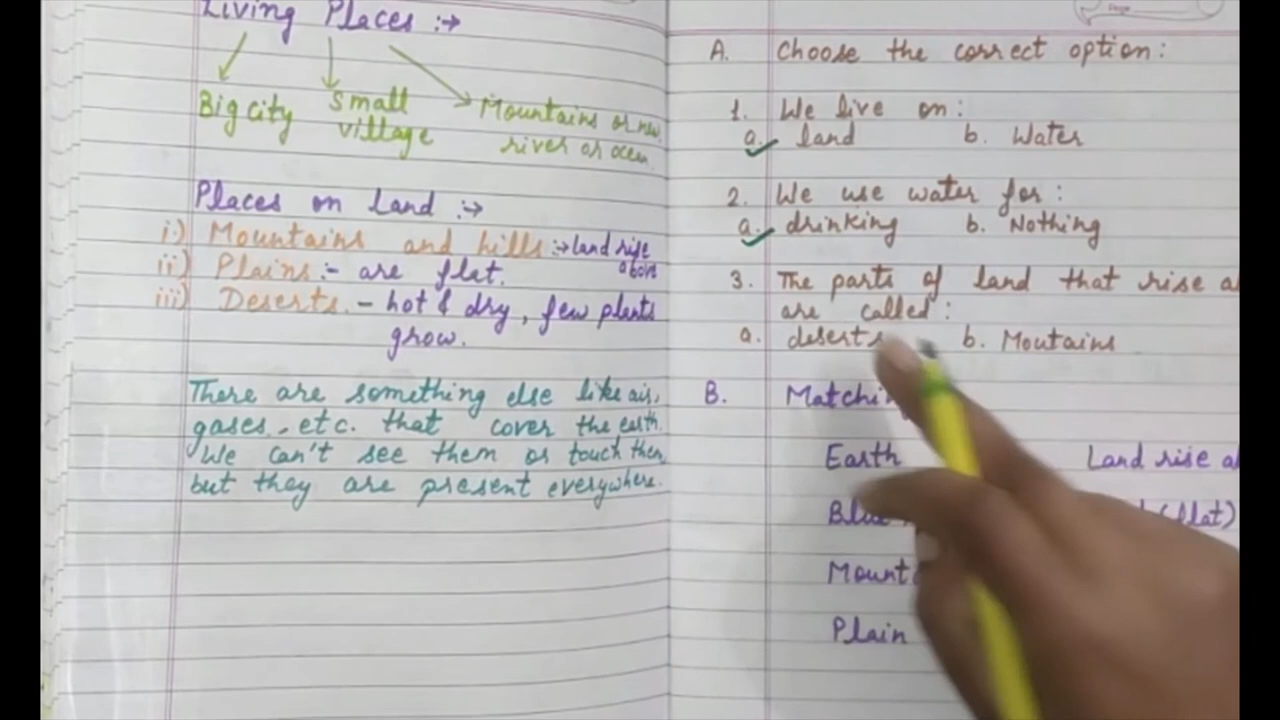 Living Places :→
Big city
Small
village
Mountains or near
river or ocean
Places on Land :→
i.) Mountains and hills :→ land rise
above
ii) Plains :- are flat.
iii) Deserts. - hot & dry, few plants
grow.
There are something else like air,
gases, etc. that cover the earth.
We can't see them or touch them
but they are present everywhere.
Page
A. Choose the correct option:
1. We live on:
a. land b. Water
2. We use water for:
a. drinking b. Nothing
3. The parts of land that rise a
are called:
a. deserts b. Moutains
B. Matchin
Earth Land rise a
Blue (flat)
Mount
Plain